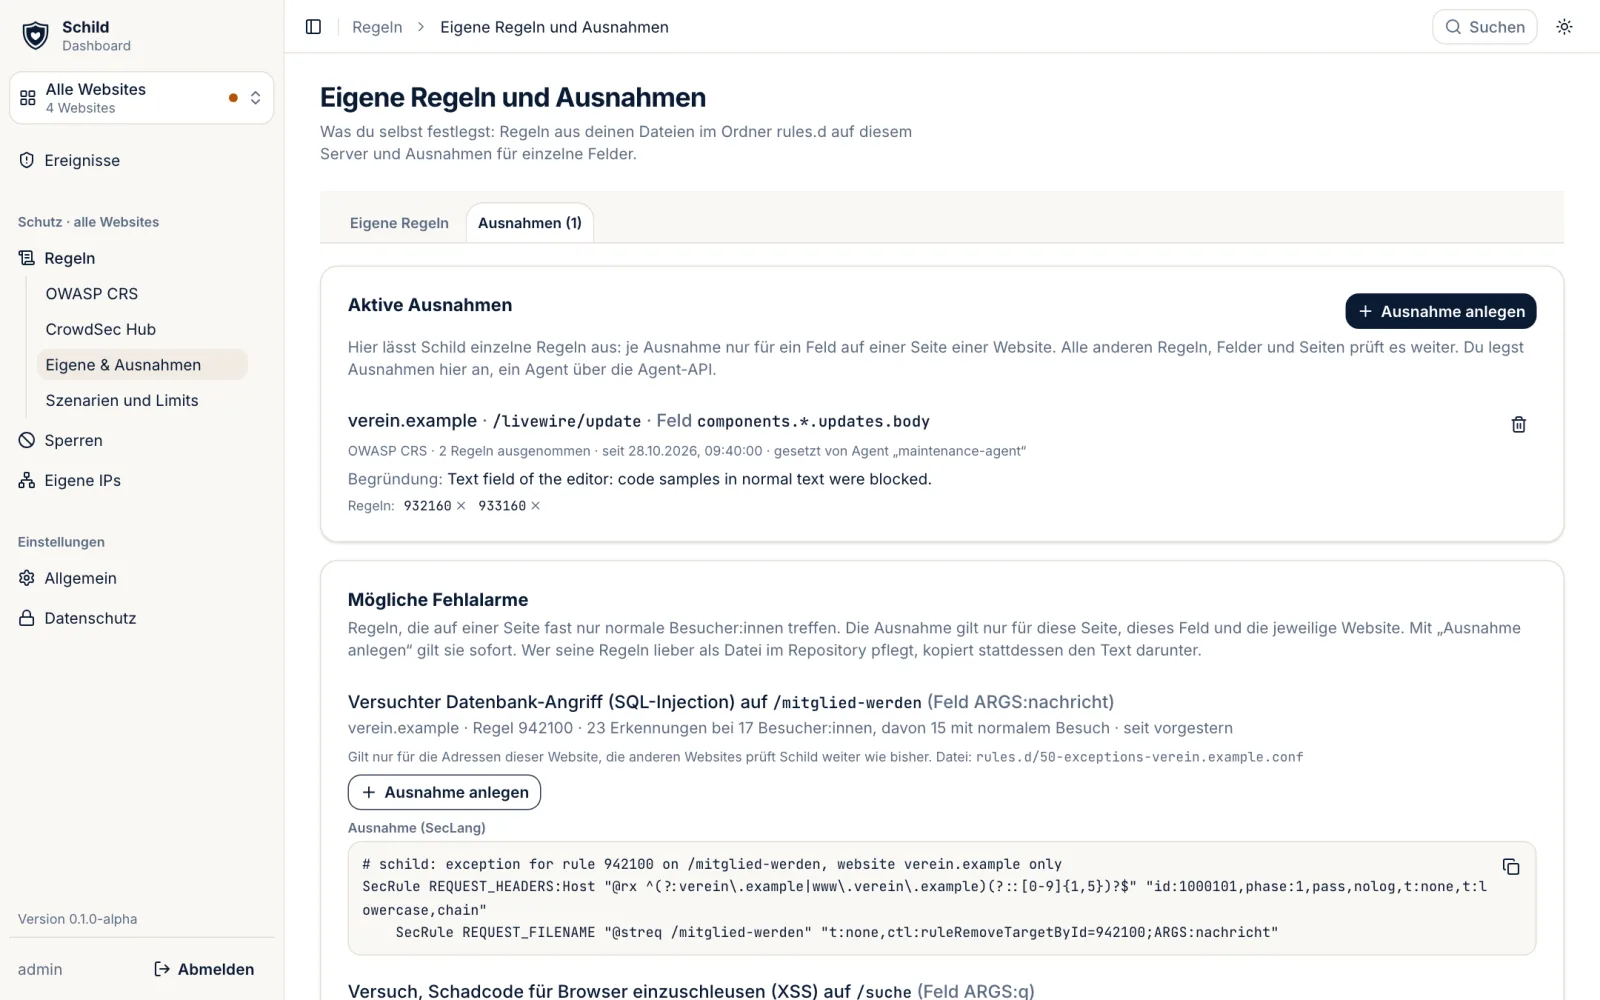 Schild
Dashboard
Alle Websites
4 Websites
Ereignisse
Schutz · alle Websites
Regeln
OWASP CRS
CrowdSec Hub
Eigene & Ausnahmen
Szenarien und Limits
Sperren
Eigene IPs
Einstellungen
Allgemein
Datenschutz
Version 0.1.0-alpha
admin
Abmelden
Regeln > Eigene Regeln und Ausnahmen
Suchen
Eigene Regeln und Ausnahmen
Was du selbst festlegst: Regeln aus deinen Dateien im Ordner rules.d auf diesem
Server und Ausnahmen für einzelne Felder.
Eigene Regeln
Ausnahmen (1)
Aktive Ausnahmen
+ Ausnahme anlegen
Hier lässt Schild einzelne Regeln aus: je Ausnahme nur für ein Feld auf einer Seite einer Website. Alle anderen Regeln, Felder und Seiten prüft es weiter. Du legst
Ausnahmen hier an, ein Agent über die Agent-API.
verein.example · /livewire/update · Feld components.*.updates.body
OWASP CRS · 2 Regeln ausgenommen · seit 28.10.2026, 09:40:00 · gesetzt von Agent „maintenance-agent“
Begründung: Text field of the editor: code samples in normal text were blocked.
Regeln: 932160 × 933160 ×
Mögliche Fehlalarme
Regeln, die auf einer Seite fast nur normale Besucher:innen treffen. Die Ausnahme gilt nur für diese Seite, dieses Feld und die jeweilige Website. Mit „Ausnahme
anlegen“ gilt sie sofort. Wer seine Regeln lieber als Datei im Repository pflegt, kopiert stattdessen den Text darunter.
Versuchter Datenbank-Angriff (SQL-Injection) auf /mitglied-werden (Feld ARGS:nachricht)
verein.example · Regel 942100 · 23 Erkennungen bei 17 Besucher:innen, davon 15 mit normalem Besuch · seit vorgestern
Gilt nur für die Adressen dieser Website, die anderen Websites prüft Schild weiter wie bisher. Datei: rules.d/50-exceptions-verein.example.conf
+ Ausnahme anlegen
Ausnahme (SecLang)
# schild: exception for rule 942100 on /mitglied-werden, website verein.example only
SecRule REQUEST_HEADERS:Host "@rx ^(?:verein\.example|www\.verein\.example)(?::[0-9]{1,5})?$" "id:1000101,phase:1,pass,nolog,t:none,t:l
owercase,chain"
SecRule REQUEST_FILENAME "@streq /mitglied-werden" "t:none,ctl:ruleRemoveTargetById=942100;ARGS:nachricht"
Versuch, Schadcode für Browser einzuschleusen (XSS) auf /suche (Feld ARGS:q)